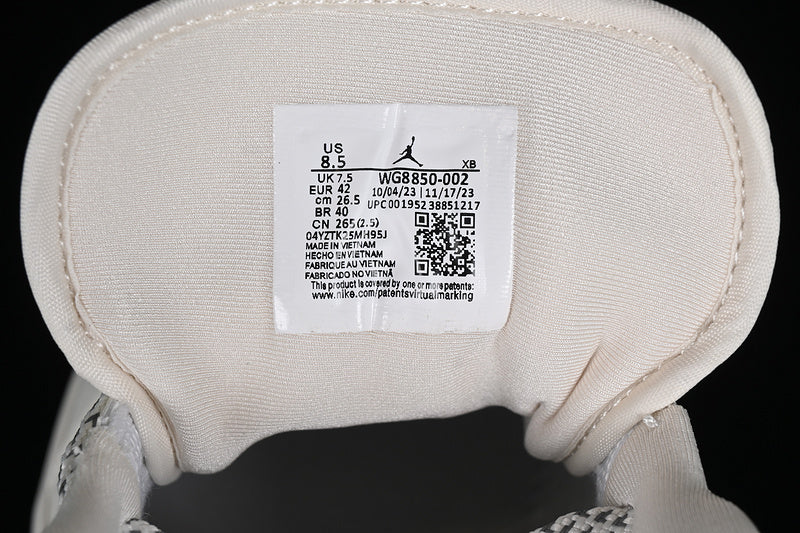 US
8.5
XB
UK 7.5
WG8850-002
EUR 42
10/04/23 | 11/17/23
cm 26.5
UPC 00195238851217
BR 40
CN 265(2.5)
04YZTK25MH95J
MADE IN VIETNAM
HECHO EN VIETNAM
FABRIQUE AU VIETNAM
FABRICADO NO VIETNÃ
This product is covered by one or more patents:
www.nike.com/patentsvirtualmarking